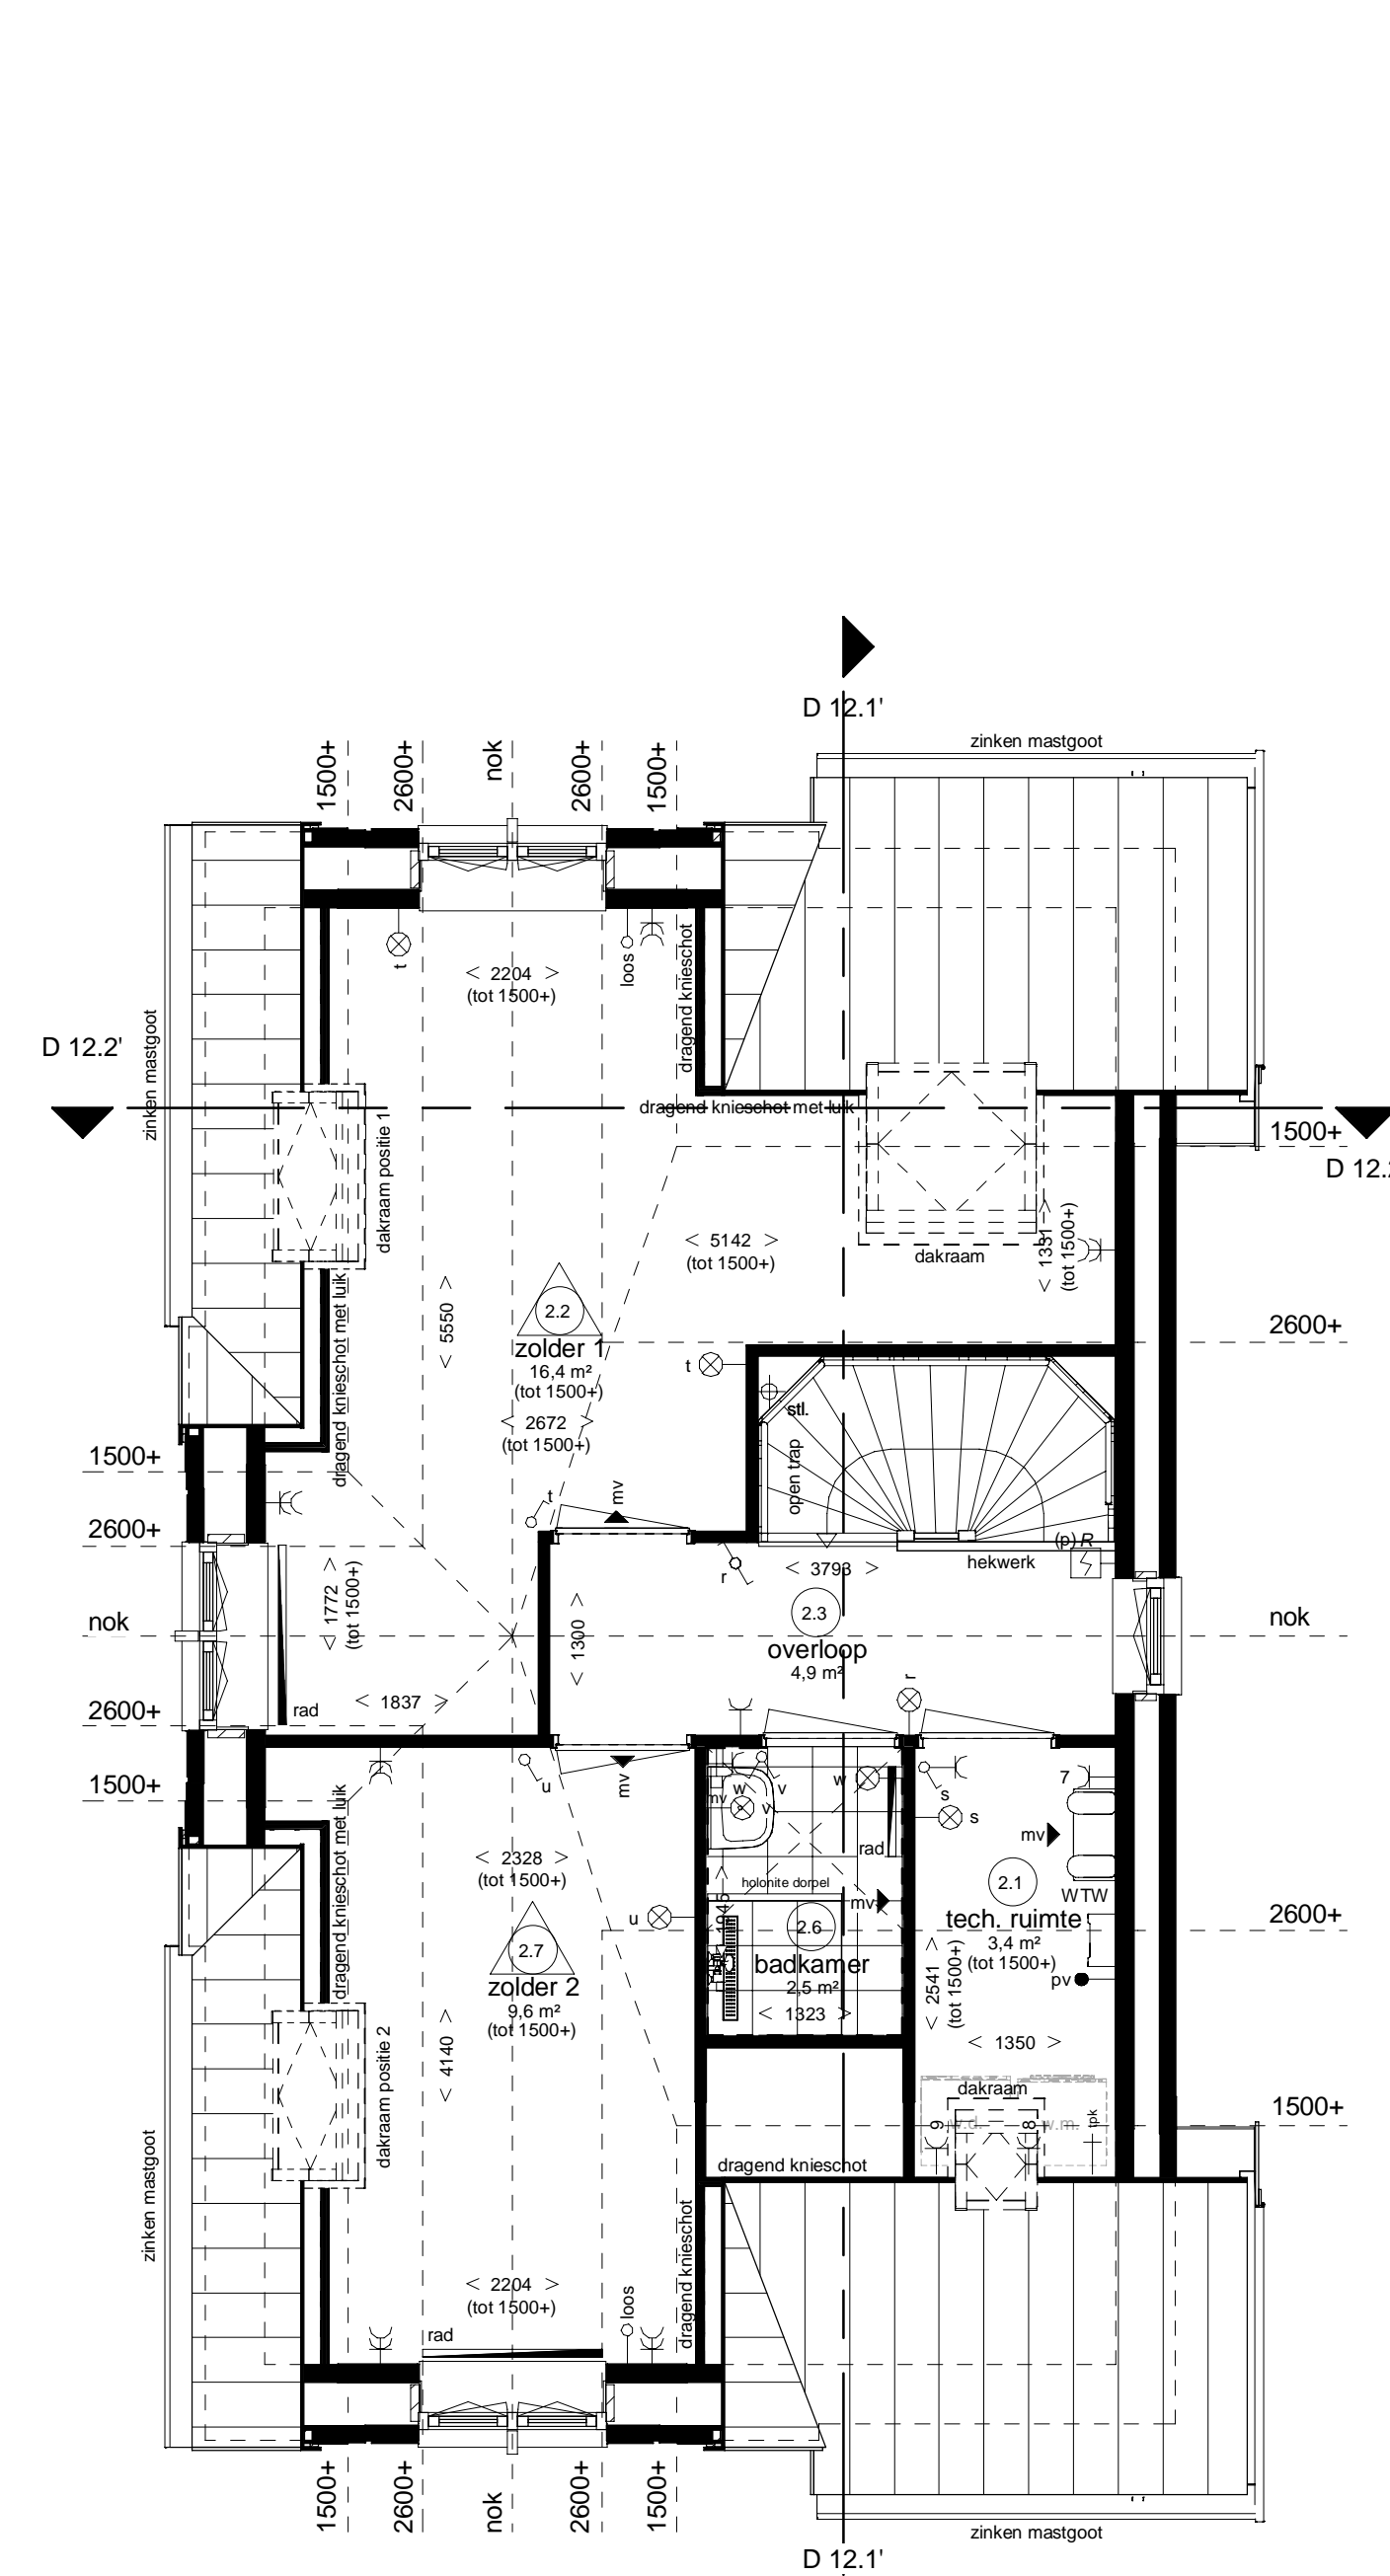 D 12.1'
zinken mastgoot
1500+
2600+
nok
2600+
1500+
t
loos
dragend knieschot
< 2204 >
(tot 1500+)
D 12.2'
zinken mastgoot
dakraam positie 1
dragend knieschot met luik
1500+
D 12.2
< 5142 >
(tot 1500+)
dakraam
< 1331 >
(tot 1500+)
< 5550 >
2.2
zolder 1
16,4 m²
(tot 1500+)
2600+
t
dragend knieschot met luik
< 2672 >
(tot 1500+)
stl.
open trap
1500+
2600+
t
mv
(p) R
hekwerk
r
< 3793 >
< 1772 >
(tot 1500+)
< 1300 >
2.3
overloop
4,9 m²
nok
nok
rad
< 1837 >
r
2600+
1500+
u
mv
w
v
w
mv
v
rad
s
s
7
mv
WTW
dragend knieschot met luik
< 2328 >
(tot 1500+)
holonite dorpel
mv
2.1
tech. ruimte
3,4 m²
(tot 1500+)
2600+
u
2.6
badkamer
2,5 m²
< 1323 >
2.7
zolder 2
9,6 m²
(tot 1500+)
< 2541 >
(tot 1500+)
pv
< 1350 >
dakraam positie 2
< 4140 >
dakraam
9
w.d.
8
w.m.
tpk
1500+
dragend knieschot
zinken mastgoot
dragend knieschot
< 2204 >
(tot 1500+)
loos
rad
1500+
2600+
nok
2600+
1500+
zinken mastgoot
D 12.1'